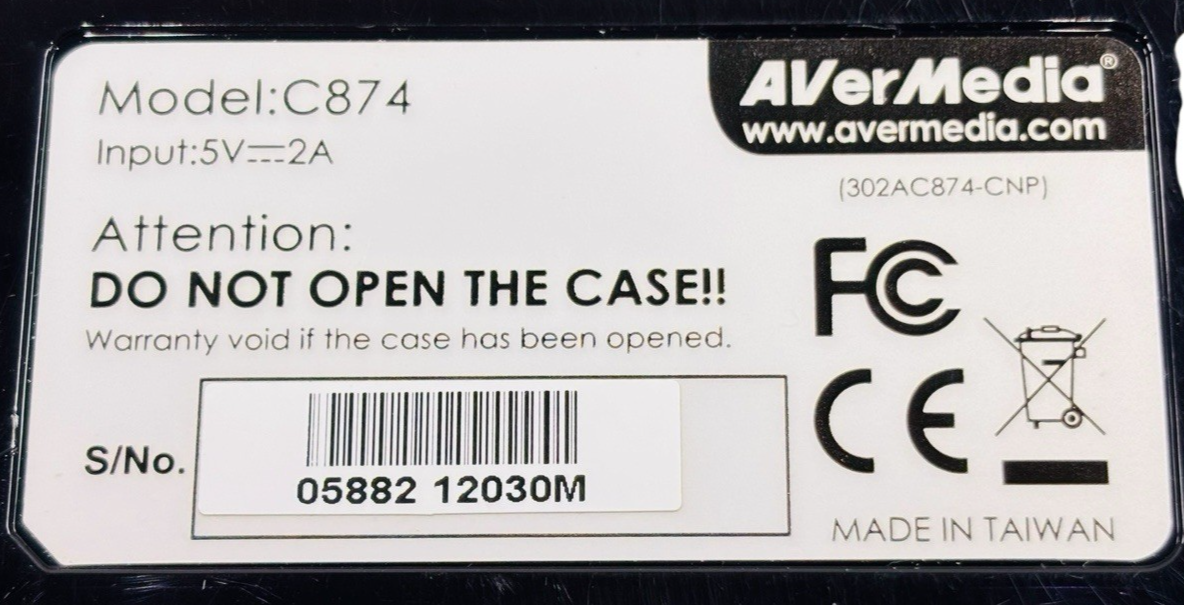 Model:C874
Input:5V⎓2A
AVerMedia®
www.avermedia.com
(302AC874-CNP)
Attention:
DO NOT OPEN THE CASE!!
Warranty void if the case has been opened.
FC
CE
S/No.
05882 12030M
MADE IN TAIWAN